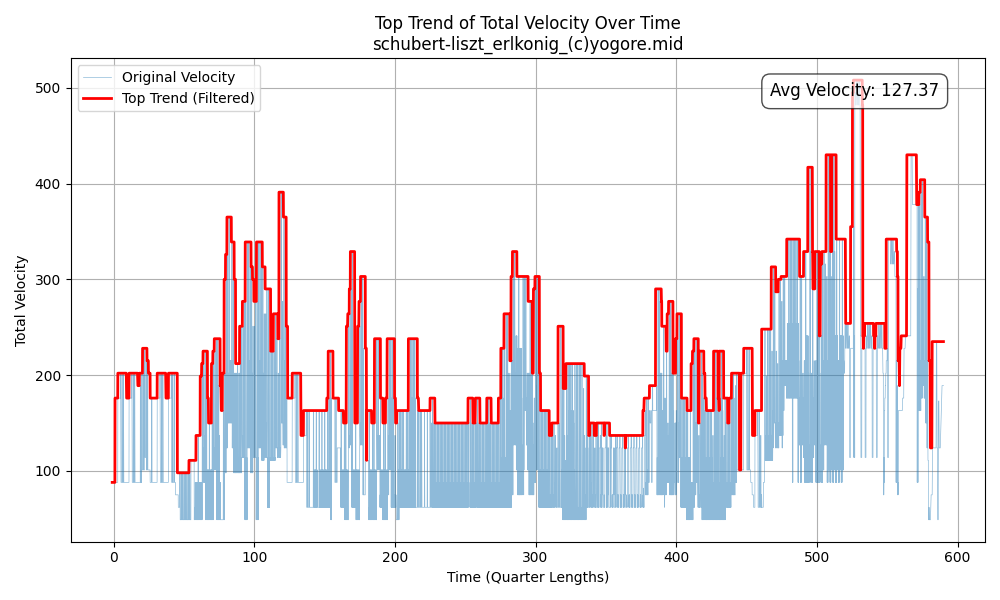 Top Trend of Total Velocity Over Time
schubert-liszt_erlkonig_(c)yogore.mid
Original Velocity
Top Trend (Filtered)
Avg Velocity: 127.37
Total Velocity
500
400
300
200
100
0
100
200
300
400
500
600
Time (Quarter Lengths)